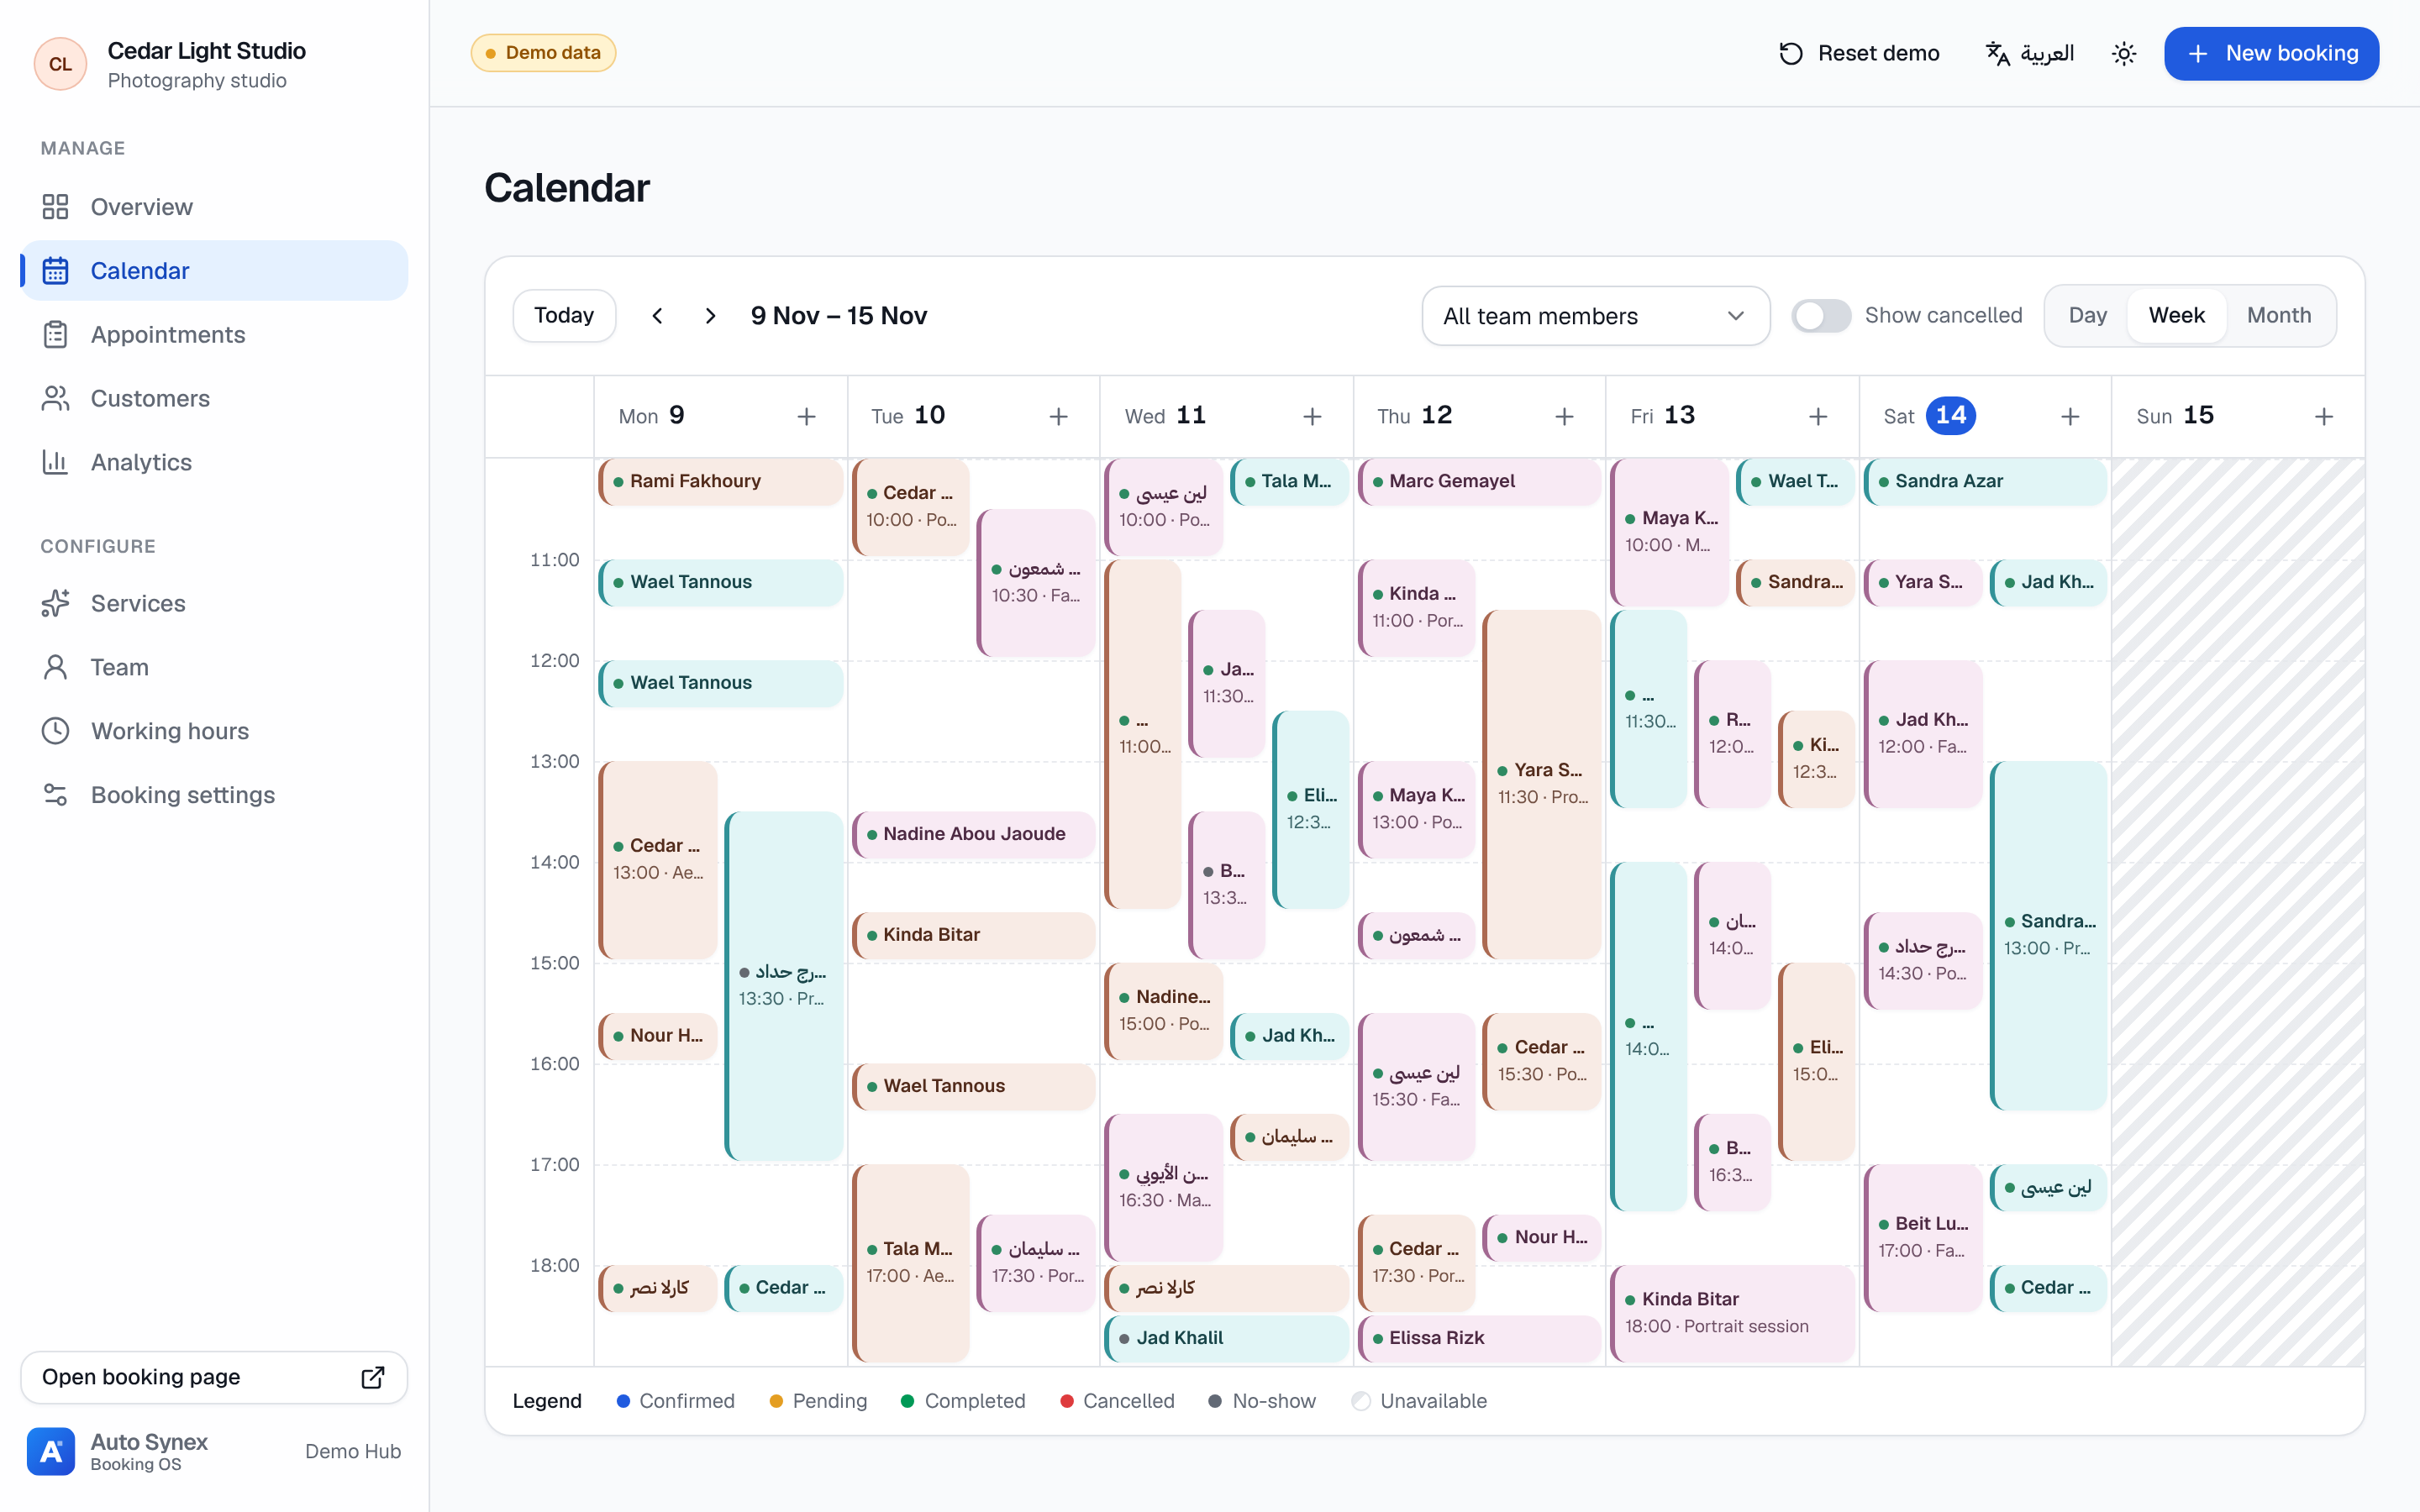 CL
Cedar Light Studio
Photography studio
MANAGE
Overview
Calendar
Appointments
Customers
Analytics
CONFIGURE
Services
Team
Working hours
Booking settings
Open booking page
Auto Synex
Booking OS
Demo Hub
Demo data
Reset demo
العربية
New booking
Calendar
Today
9 Nov – 15 Nov
All team members
Show cancelled
Day
Week
Month
Mon 9
Tue 10
Wed 11
Thu 12
Fri 13
Sat 14
Sun 15
11:00
12:00
13:00
14:00
15:00
16:00
17:00
18:00
Rami Fakhoury
Wael Tannous
Wael Tannous
Cedar ...
13:00 · Ae...
رج حداد...
13:30 · Pr...
Nour H...
كارلا نصر
Cedar ...
Cedar ...
10:00 · Po...
شمعون ...
10:30 · Fa...
Nadine Abou Jaoude
Kinda Bitar
Wael Tannous
Tala M...
17:00 · Ae...
سليمان ...
17:30 · Por...
لين عيسى
10:00 · Po...
Tala M...
...
11:00...
Ja...
11:30...
Eli...
12:3...
B...
13:3...
Nadine...
15:00 · Po...
Jad Kh...
سليمان ...
ن الأيوبي...
16:30 · Ma...
كارلا نصر
Jad Khalil
Marc Gemayel
Kinda ...
11:00 · Por...
Yara S...
11:30 · Pro...
Maya K...
13:00 · Po...
شمعون ...
لين عيسى
15:30 · Fa...
Cedar ...
15:30 · Po...
Cedar ...
17:30 · Por...
Nour H...
Elissa Rizk
Maya K...
10:00 · M...
Wael T...
Sandra...
...
11:30...
R...
12:0...
Ki...
12:3...
...
14:0...
ان...
14:0...
Eli...
15:0...
B...
16:3...
Kinda Bitar
18:00 · Portrait session
Sandra Azar
Yara S...
Jad Kh...
Jad Kh...
12:00 · Fa...
Sandra...
13:00 · Pr...
رج حداد...
14:30 · Po...
Beit Lu...
17:00 · Fa...
لين عيسى
Cedar ...
Legend
Confirmed
Pending
Completed
Cancelled
No-show
Unavailable